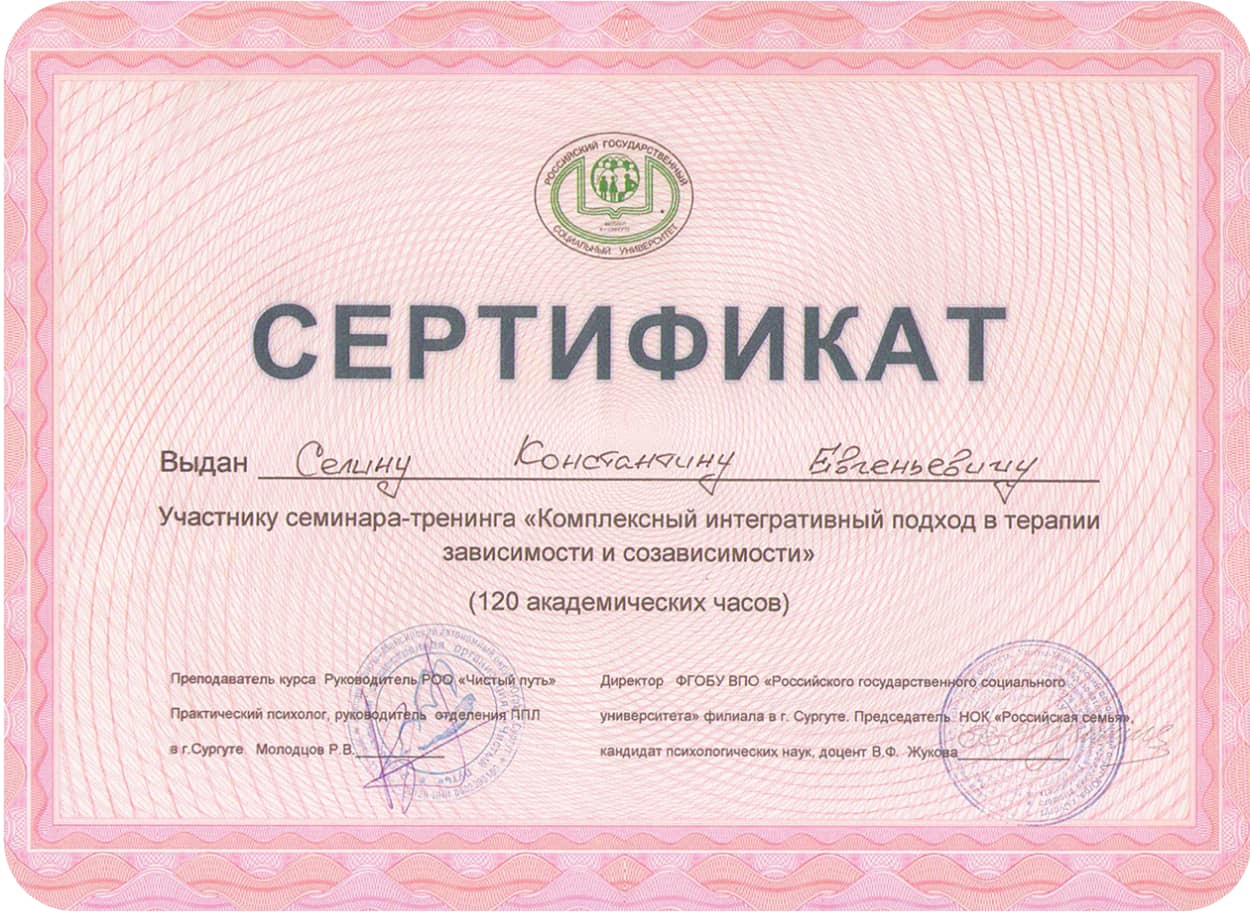 РОССИЙСКИЙ ГОСУДАРСТВЕННЫЙ
СОЦИАЛЬНЫЙ УНИВЕРСИТЕТ
СЕРТИФИКАТ
Выдан Селину Константину Евгеньевичу
Участнику семинара-тренинга «Комплексный интегративный подход в терапии
зависимости и созависимости»
(120 академических часов)
Преподаватель курса Руководитель РОО «Чистый путь»
Практический психолог, руководитель отделения ППЛ
в г.Сургуте Молодцов Р.В.
Директор ФГОБУ ВПО «Российского государственного социального
университета» филиала в г. Сургуте. Председатель НОК «Российская семья»,
кандидат психологических наук, доцент В.Ф. Жукова